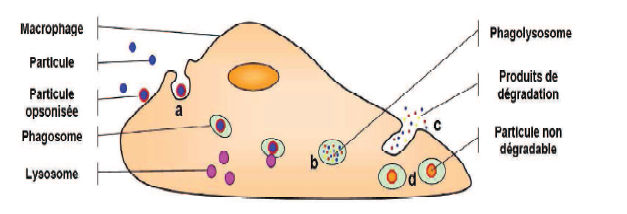 Macrophage
Particule
Particule
opsonisée
Phagosome
Lysosome
a
b
c
d
Phagolysosome
Produits de
dégradation
Particule non
dégradable